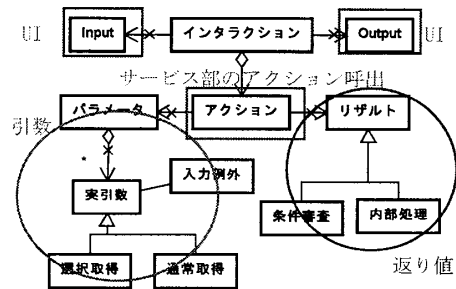 UI
Input
インタラクション
Output
UI
サービス部のアクション呼出
パラメータ
アクション
リザルト
引数
*
実引数
入力例外
条件審査
内部処理
選択取得
通常取得
返り値